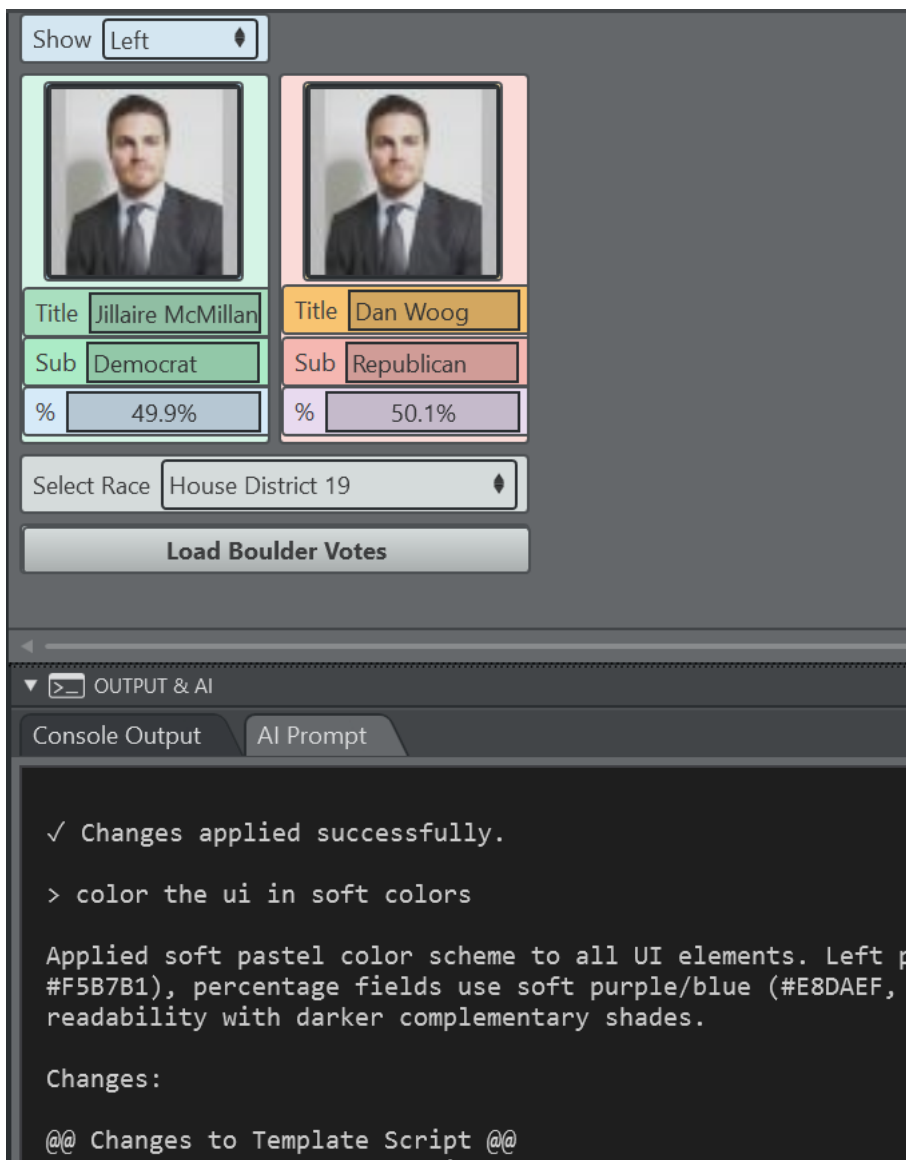 Show Left
Title Jillaire McMillan Title Dan Woog
Sub Democrat Sub Republican
% 49.9% % 50.1%
Select Race House District 19
Load Boulder Votes
OUTPUT & AI
Console Output AI Prompt
✓ Changes applied successfully.
> color the ui in soft colors
Applied soft pastel color scheme to all UI elements. Left
#F5B7B1), percentage fields use soft purple/blue (#E8DAEF,
readability with darker complementary shades.
Changes:
@@ Changes to Template Script @@